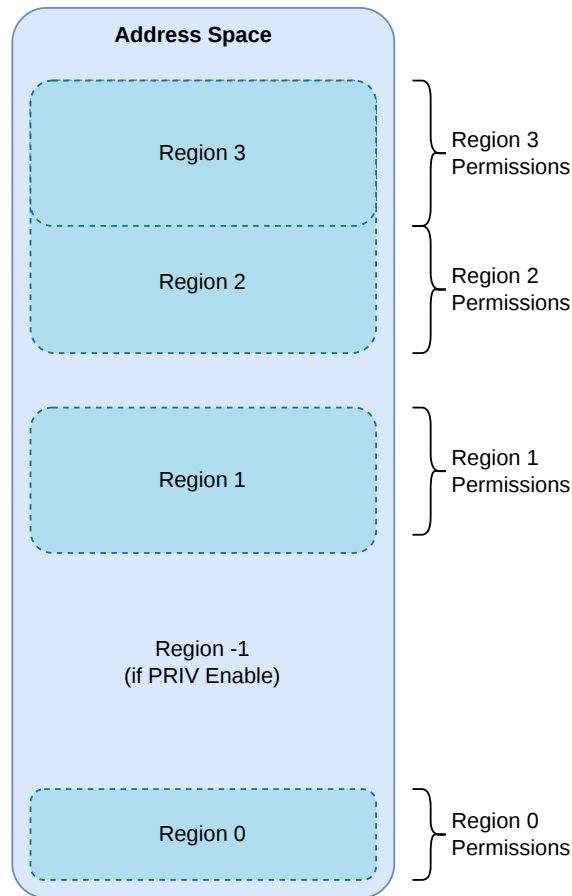 Address Space
Region 3
Region 3
Permissions
Region 2
Region 2
Permissions
Region 1
Region 1
Permissions
Region -1
(if PRIV Enable)
Region 0
Region 0
Permissions